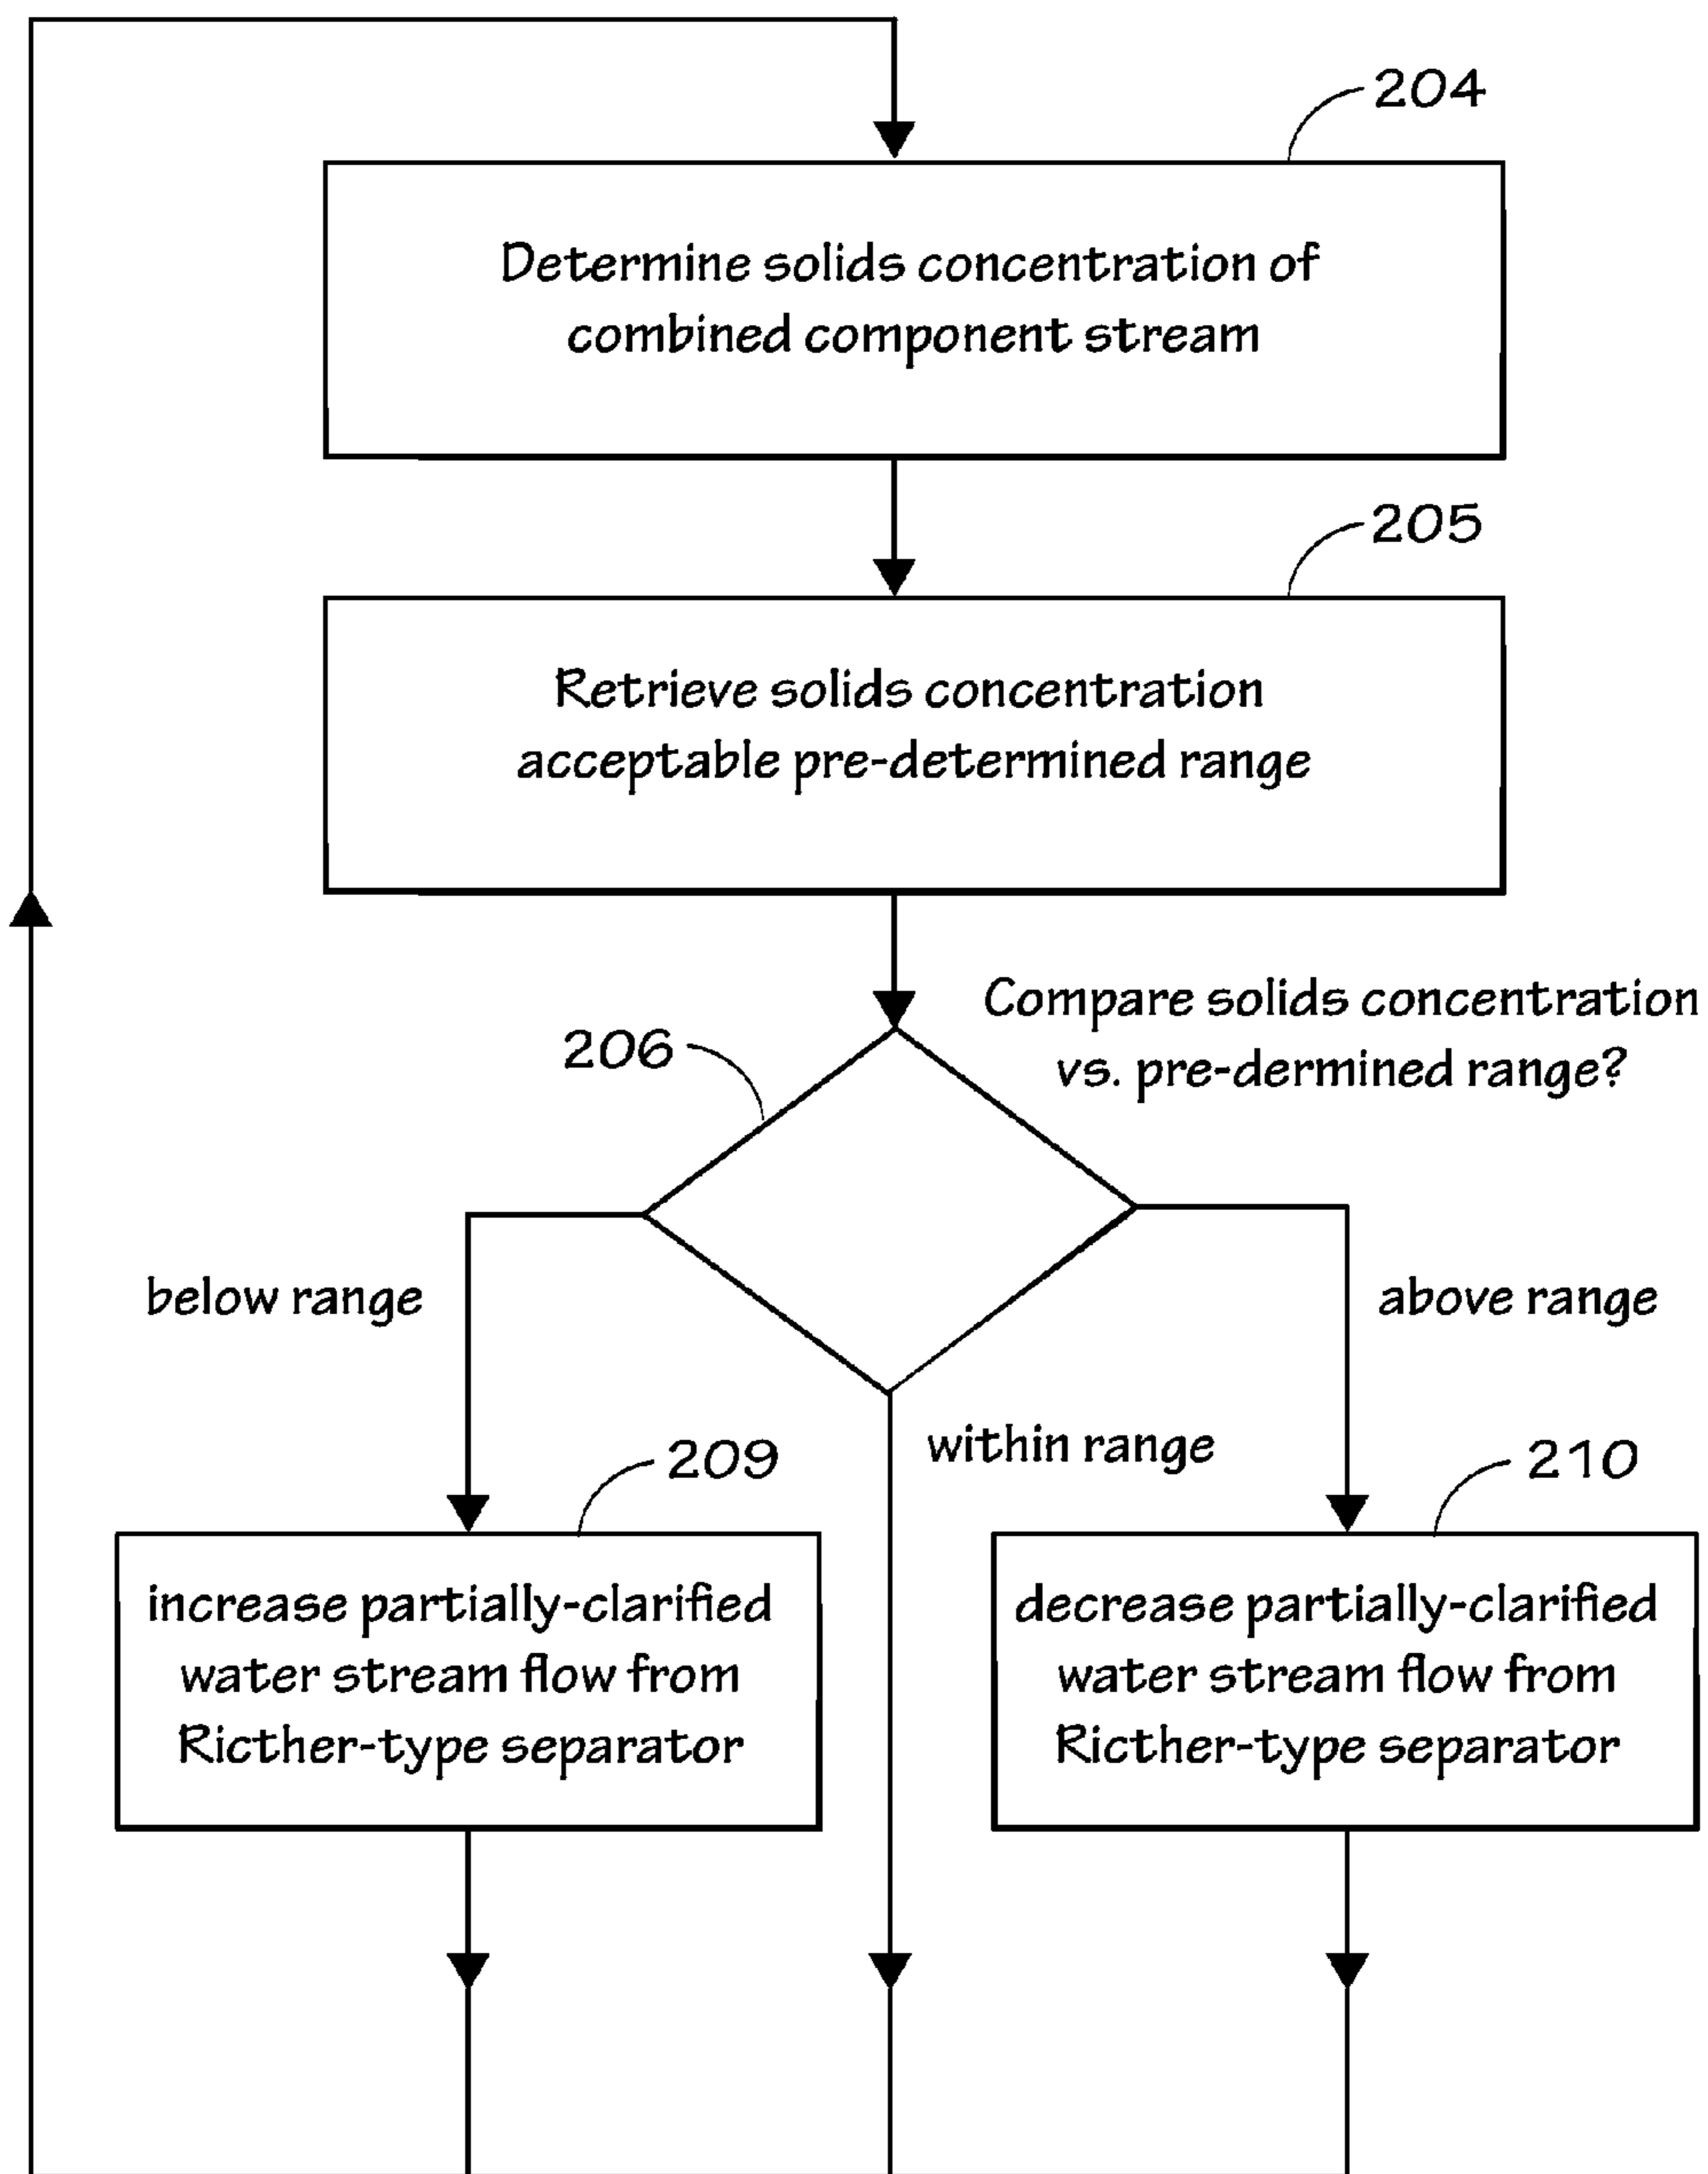 204
Determine solids concentration of
combined component stream
205
Retrieve solids concentration
acceptable pre-determined range
Compare solids concentration
vs. pre-dermined range?
206
below range
above range
within range
209
210
increase partially-clarified
water stream flow from
Ricther-type separator
decrease partially-clarified
water stream flow from
Ricther-type separator